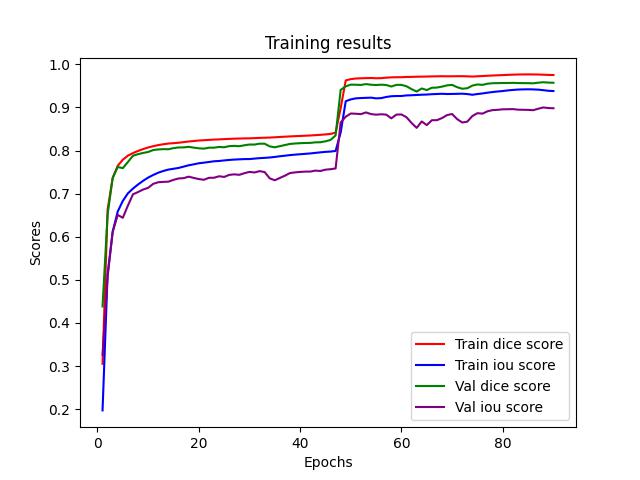 Training results
Scores
1.0
0.9
0.8
0.7
0.6
0.5
0.4
0.3
0.2
Train dice score
Train iou score
Val dice score
Val iou score
0 20 40 60 80
Epochs